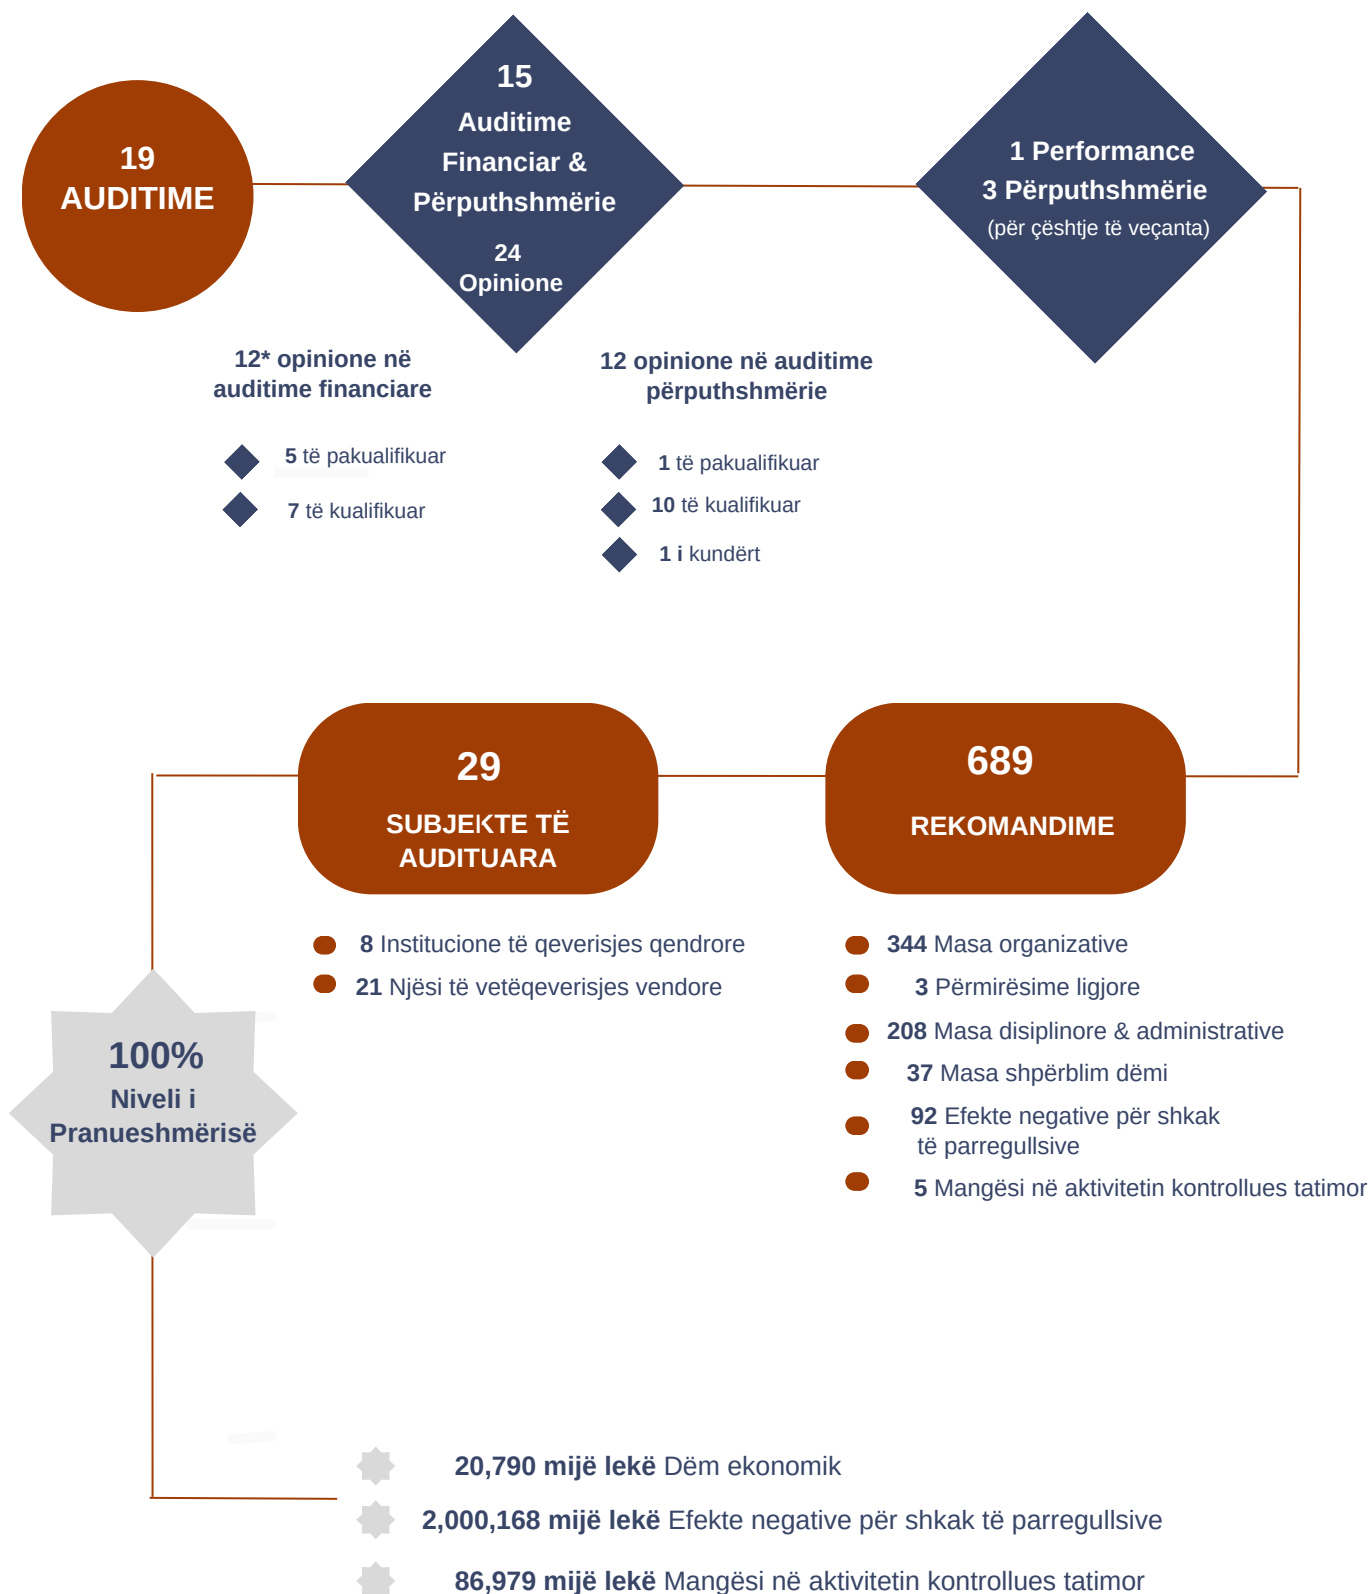 19
AUDITIME
15
Auditime
Financiar &
Përputhshmërie
24
Opinione
1 Performance
3 Përputhshmërie
(për çështje të veçanta)
12* opinione në
auditime financiare
5 të pakualifikuar
7 të kualifikuar
12 opinione në auditime
përputhshmërie
1 të pakualifikuar
10 të kualifikuar
1 i kundërt
29
SUBJEKTE TË
AUDITUARA
8 Institucione të qeverisjes qendrore
21 Njësi të vetëqeverisjes vendore
689
REKOMANDIME
344 Masa organizative
3 Përmirësime ligjore
208 Masa disiplinore & administrative
37 Masa shpërblim dëmi
92 Efekte negative për shkak
të parregullsive
5 Mangësi në aktivitetin kontrollues tatimor
100%
Niveli i
Pranueshmërisë
20,790 mijë lekë Dëm ekonomik
2,000,168 mijë lekë Efekte negative për shkak të parregullsive
86,979 mijë lekë Mangësi në aktivitetin kontrollues tatimor